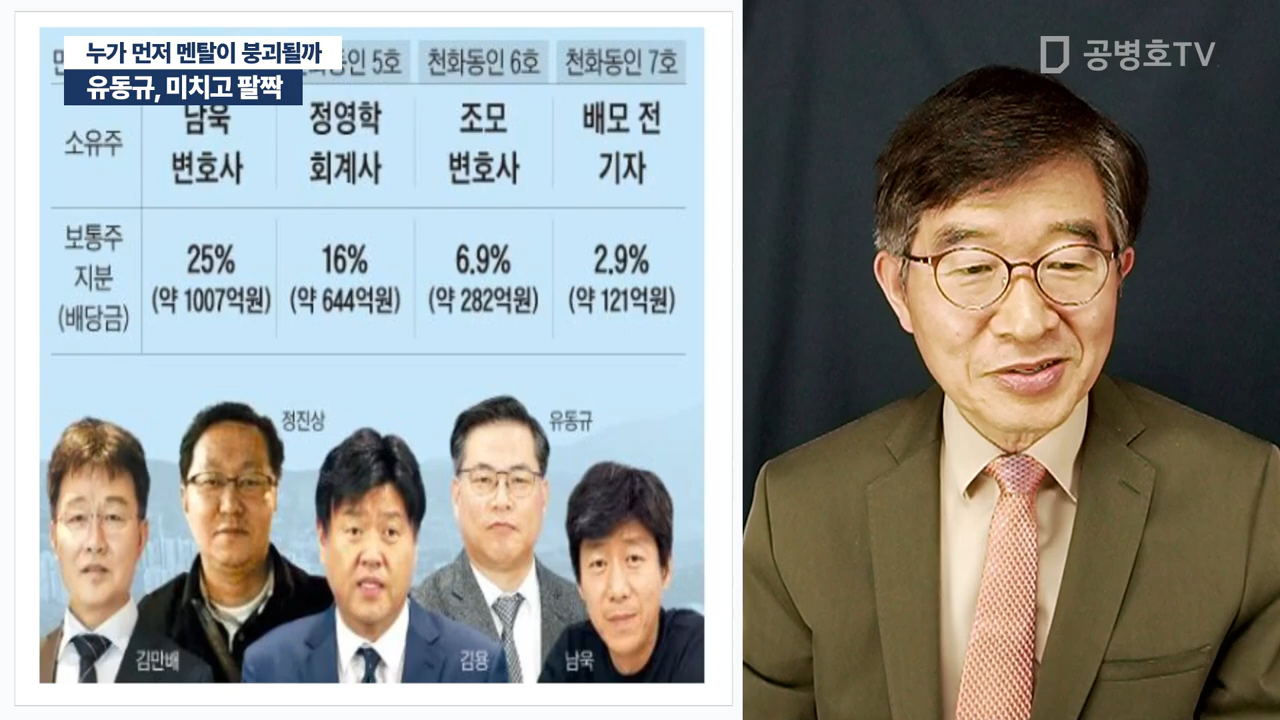 누가 먼저 멘탈이 붕괴될까
유동규, 미치고 팔짝
공병호TV
동인 5호
천화동인 6호
천화동인 7호
소유주
남욱
변호사
정영학
회계사
조모
변호사
배모 전
기자
보통주
지분
(배당금)
25%
(약 1007억원)
16%
(약 644억원)
6.9%
(약 282억원)
2.9%
(약 121억원)
정진상
유동규
김만배
김용
남욱